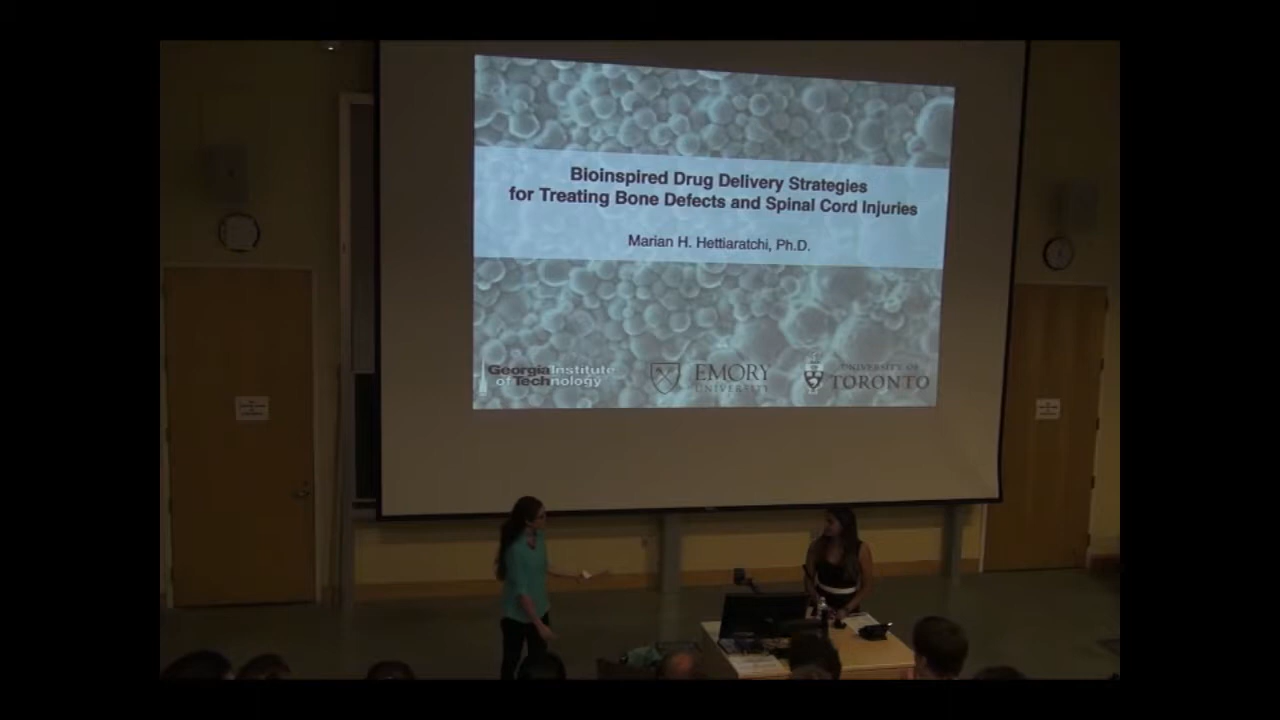 Bioinspired Drug Delivery Strategies
for Treating Bone Defects and Spinal Cord Injuries
Marian H. Hettiaratchi, Ph.D.
Georgia Institute
of Technology
EMORY
UNIVERSITY
UNIVERSITY OF
TORONTO